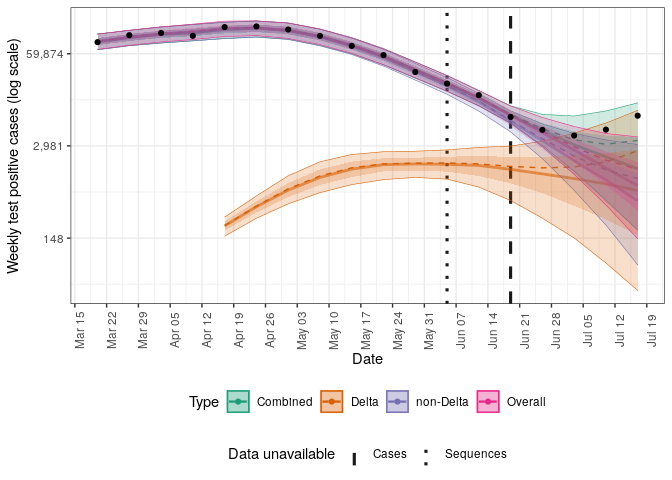 Weekly test positive cases (log scale)
59,874
2,981
148
Mar 15
Mar 22
Mar 29
Apr 05
Apr 12
Apr 19
Apr 26
May 03
May 10
May 17
May 24
May 31
Jun 07
Jun 14
Jun 21
Jun 28
Jul 05
Jul 12
Jul 19
Date
Type Combined Delta non-Delta Overall
Data unavailable Cases Sequences